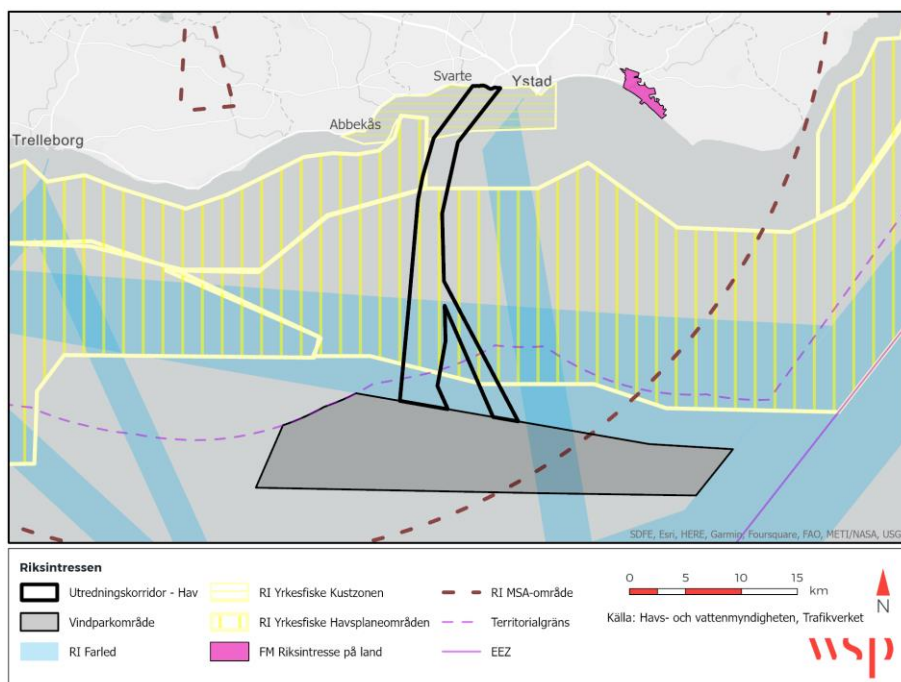 Svarte
Ystad
Abbekås
Trelleborg
SDFE, Esri, HERE, Garmin, Foursquare, FAO, METI/NASA, USG
Riksintressen
Utredningskorridor - Hav
Vindparkområde
RI Farled
RI Yrkesfiske Kustzonen
RI Yrkesfiske Havsplaneområden
FM Riksintresse på land
RI MSA-område
Territorialgräns
EEZ
0 5 10 15
km
N
Källa: Havs- och vattenmyndigheten, Trafikverket
wsp